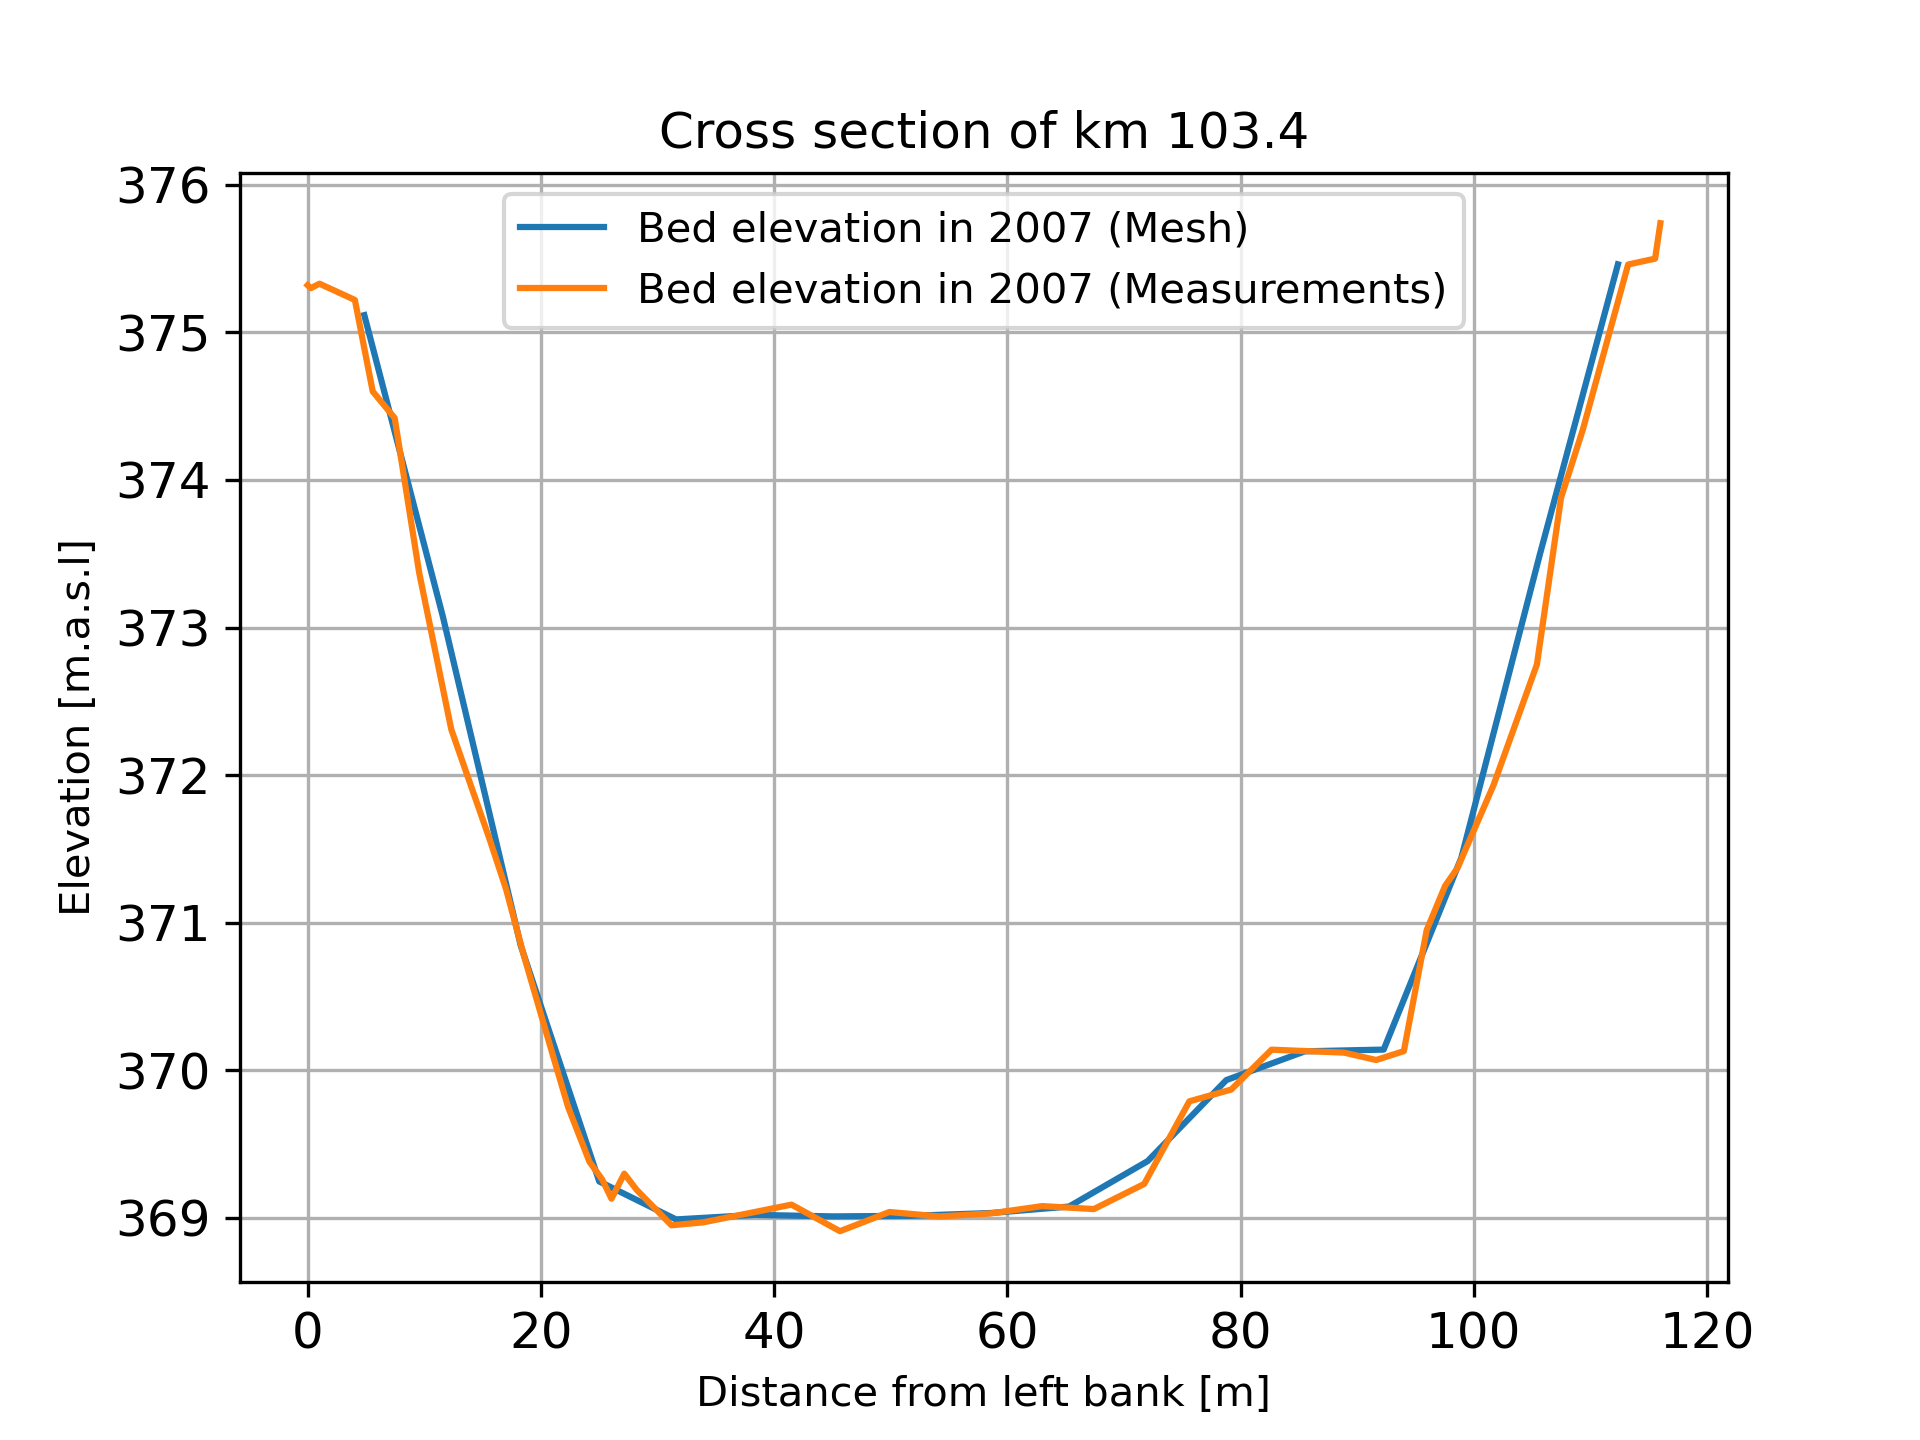 Cross section of km 103.4
376
375
374
373
372
371
370
369
Elevation [m.a.s.l]
Bed elevation in 2007 (Mesh)
Bed elevation in 2007 (Measurements)
0 20 40 60 80 100 120
Distance from left bank [m]